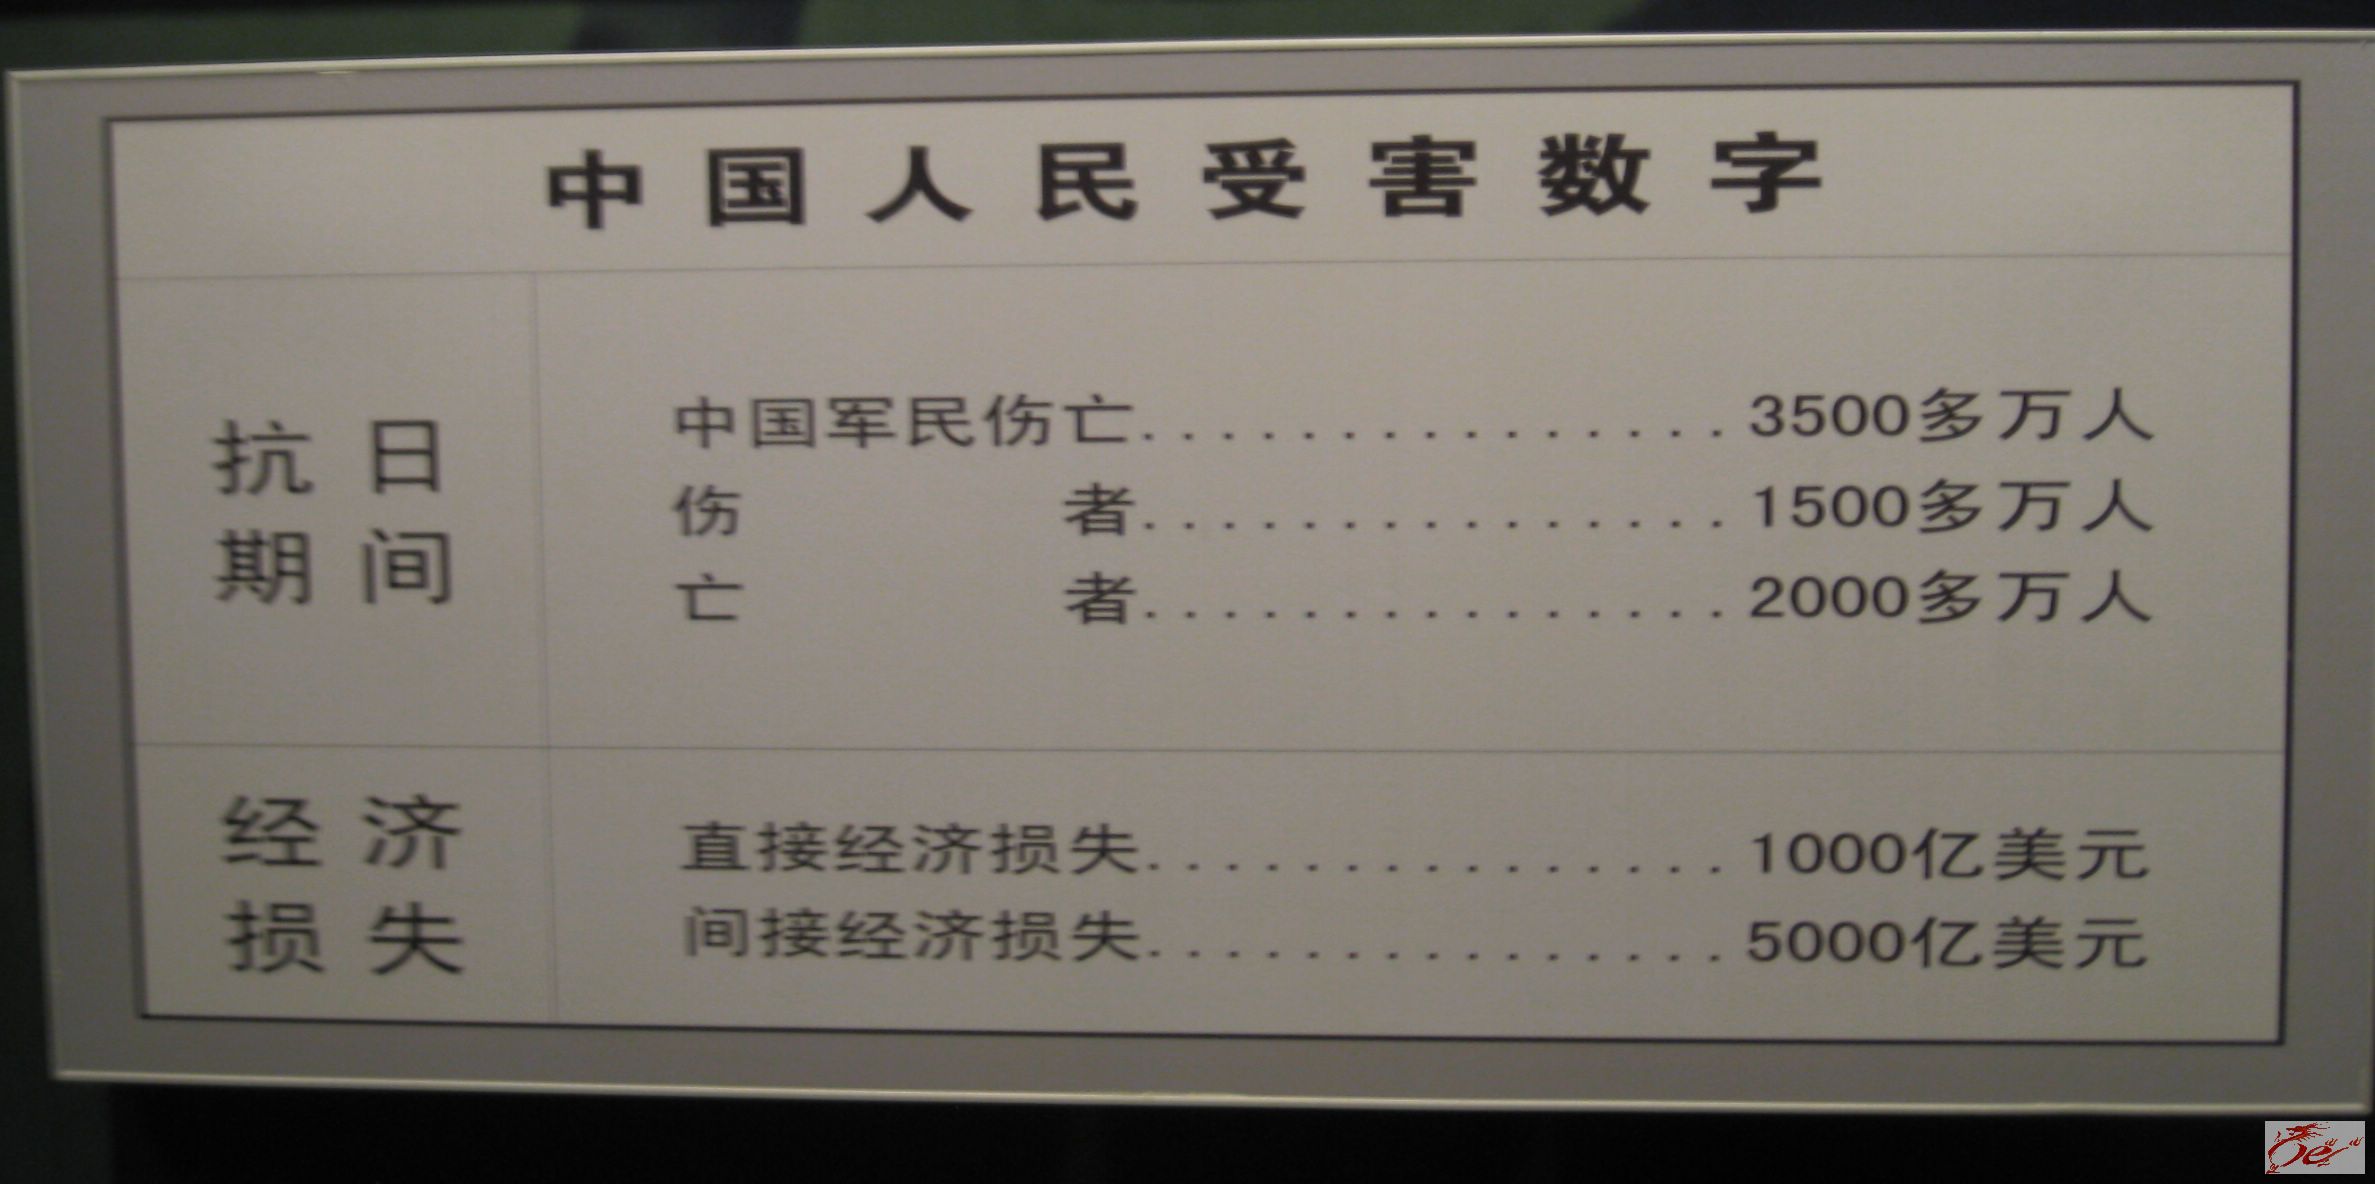 中国人民受害数字
抗日
期间
中国军民伤亡...............3500多万人
伤者...............1500多万人
亡者...............2000多万人
经济
损失
直接经济损失...............1000亿美元
间接经济损失...............5000亿美元